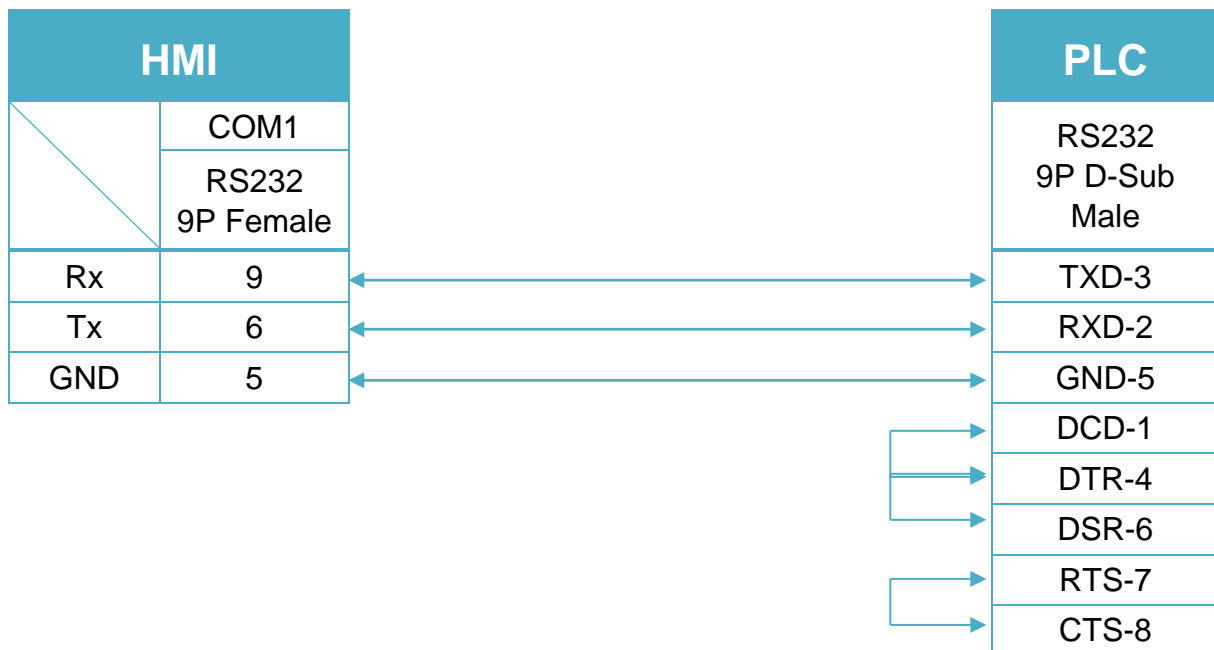 HMI
PLC
COM1
RS232
9P Female
RS232
9P D-Sub
Male
Rx 9 TXD-3
Tx 6 RXD-2
GND 5 GND-5
DCD-1
DTR-4
DSR-6
RTS-7
CTS-8